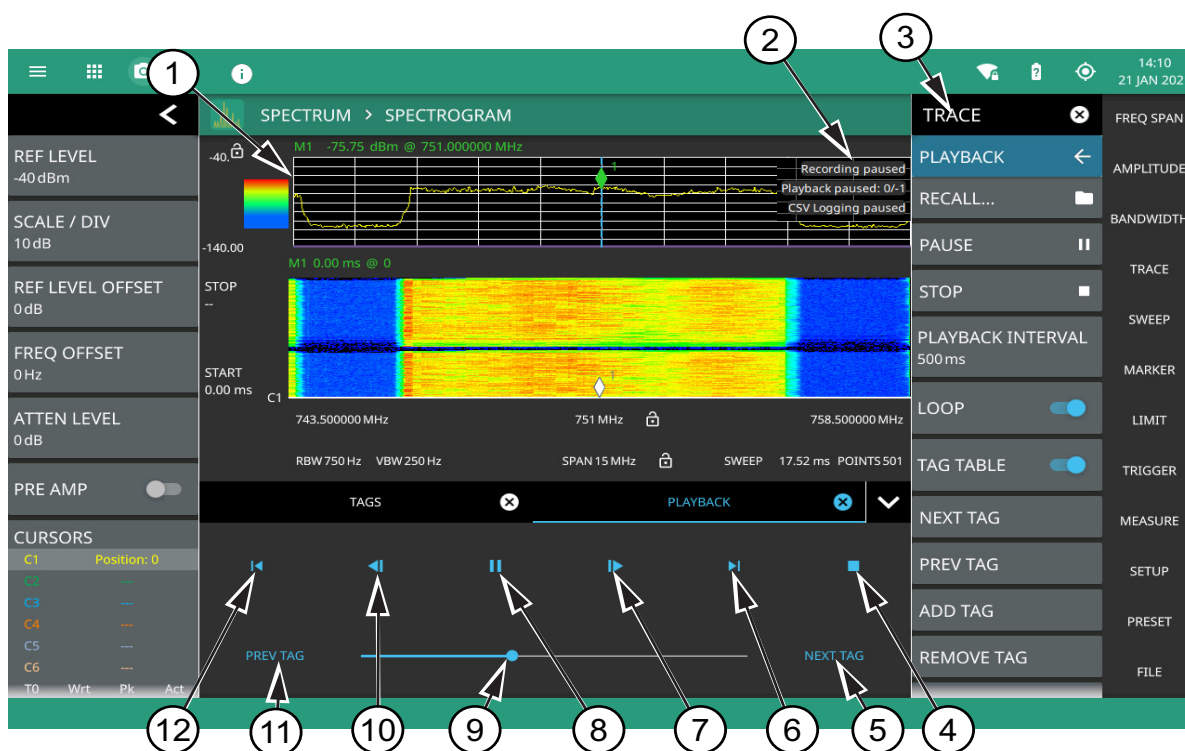 2
3
1
14:10
21 JAN 202
SPECTRUM > SPECTROGRAM
REF LEVEL
-40 dBm
SCALE / DIV
10 dB
REF LEVEL OFFSET
0 dB
FREQ OFFSET
0 Hz
ATTEN LEVEL
0 dB
PRE AMP
CURSORS
C1 Position: 0
C2 ---
C3 ---
C4 ---
C5 ---
C6 ---
T0 Wrt Pk Act
M1 -75.75 dBm @ 751.000000 MHz
-40.
1
Recording paused
Playback paused: 0/-1
CSV Logging paused
-140.00
M1 0.00 ms @ 0
STOP
--
START
0.00 ms
C1
1
743.500000 MHz 751 MHz 758.500000 MHz
RBW 750 Hz VBW 250 Hz SPAN 15 MHz SWEEP 17.52 ms POINTS 501
TAGS PLAYBACK
PREV TAG NEXT TAG
TRACE
PLAYBACK
RECALL...
PAUSE
STOP
PLAYBACK INTERVAL
500 ms
LOOP
TAG TABLE
NEXT TAG
PREV TAG
ADD TAG
REMOVE TAG
FREQ SPAN
AMPLITUDE
BANDWIDTH
TRACE
SWEEP
MARKER
LIMIT
TRIGGER
MEASURE
SETUP
PRESET
FILE
12 11 10 9 8 7 6 5 4